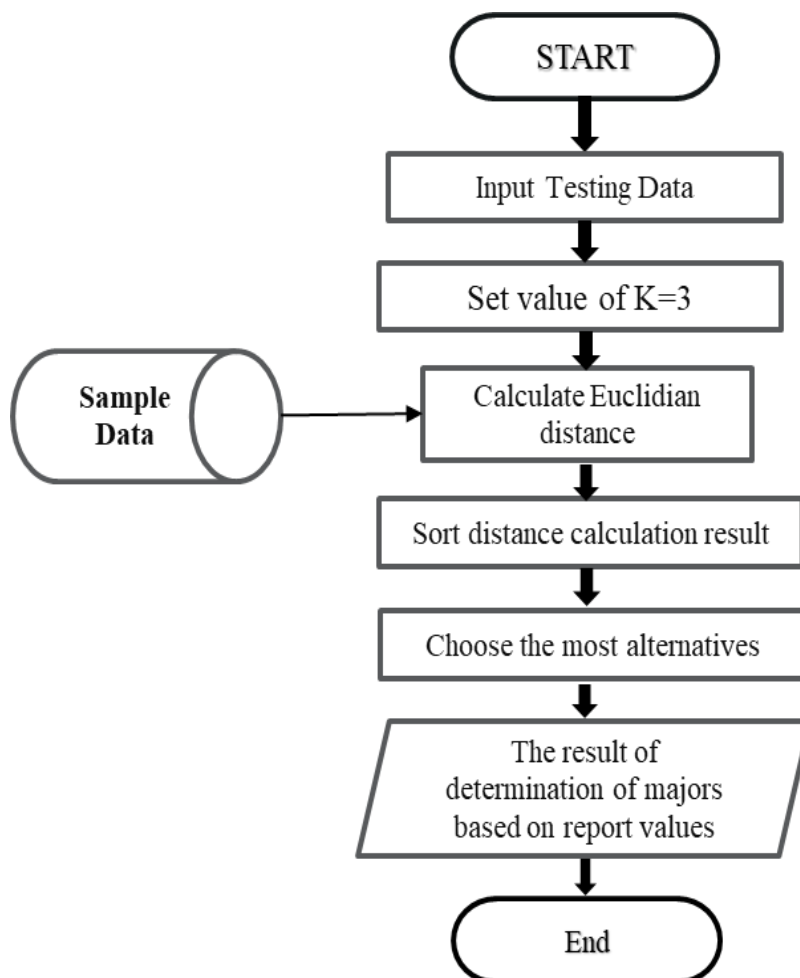 START
Input Testing Data
Set value of K=3
Sample
Data
Calculate Euclidian
distance
Sort distance calculation result
Choose the most alternatives
The result of
determination of majors
based on report values
End